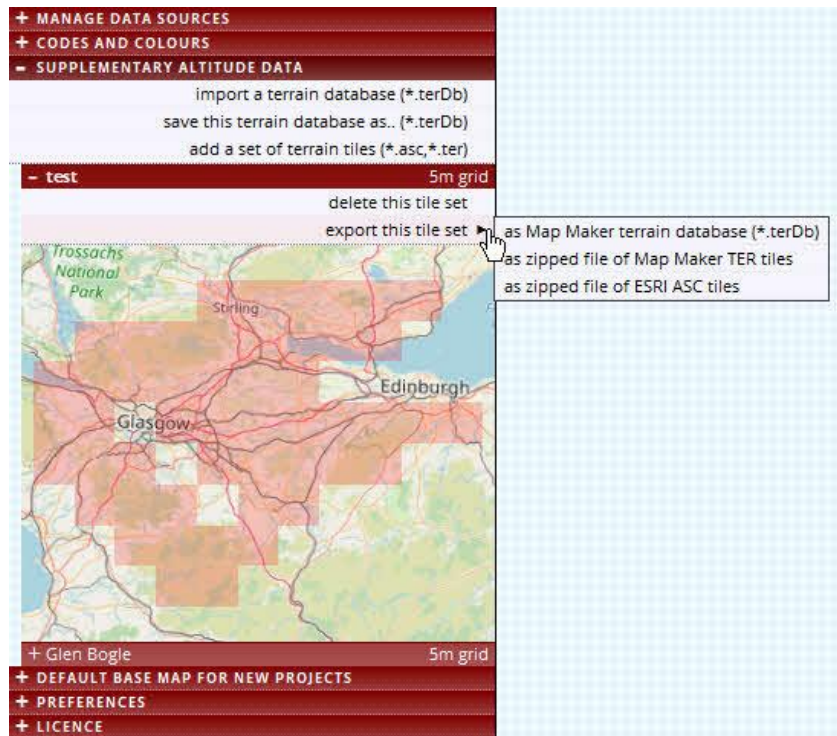 + MANAGE DATA SOURCES
+ CODES AND COLOURS
- SUPPLEMENTARY ALTITUDE DATA
import a terrain database (*.terDb)
save this terrain database as.. (*.terDb)
add a set of terrain tiles (*.asc,*.ter)
- test 5m grid
delete this tile set
export this tile set ▶
as Map Maker terrain database (*.terDb)
as zipped file of Map Maker TER tiles
as zipped file of ESRI ASC tiles
Trossachs
National
Park
Stirling
Edinburgh
Glasgow
+ Glen Bogle 5m grid
+ DEFAULT BASE MAP FOR NEW PROJECTS
+ PREFERENCES
+ LICENCE